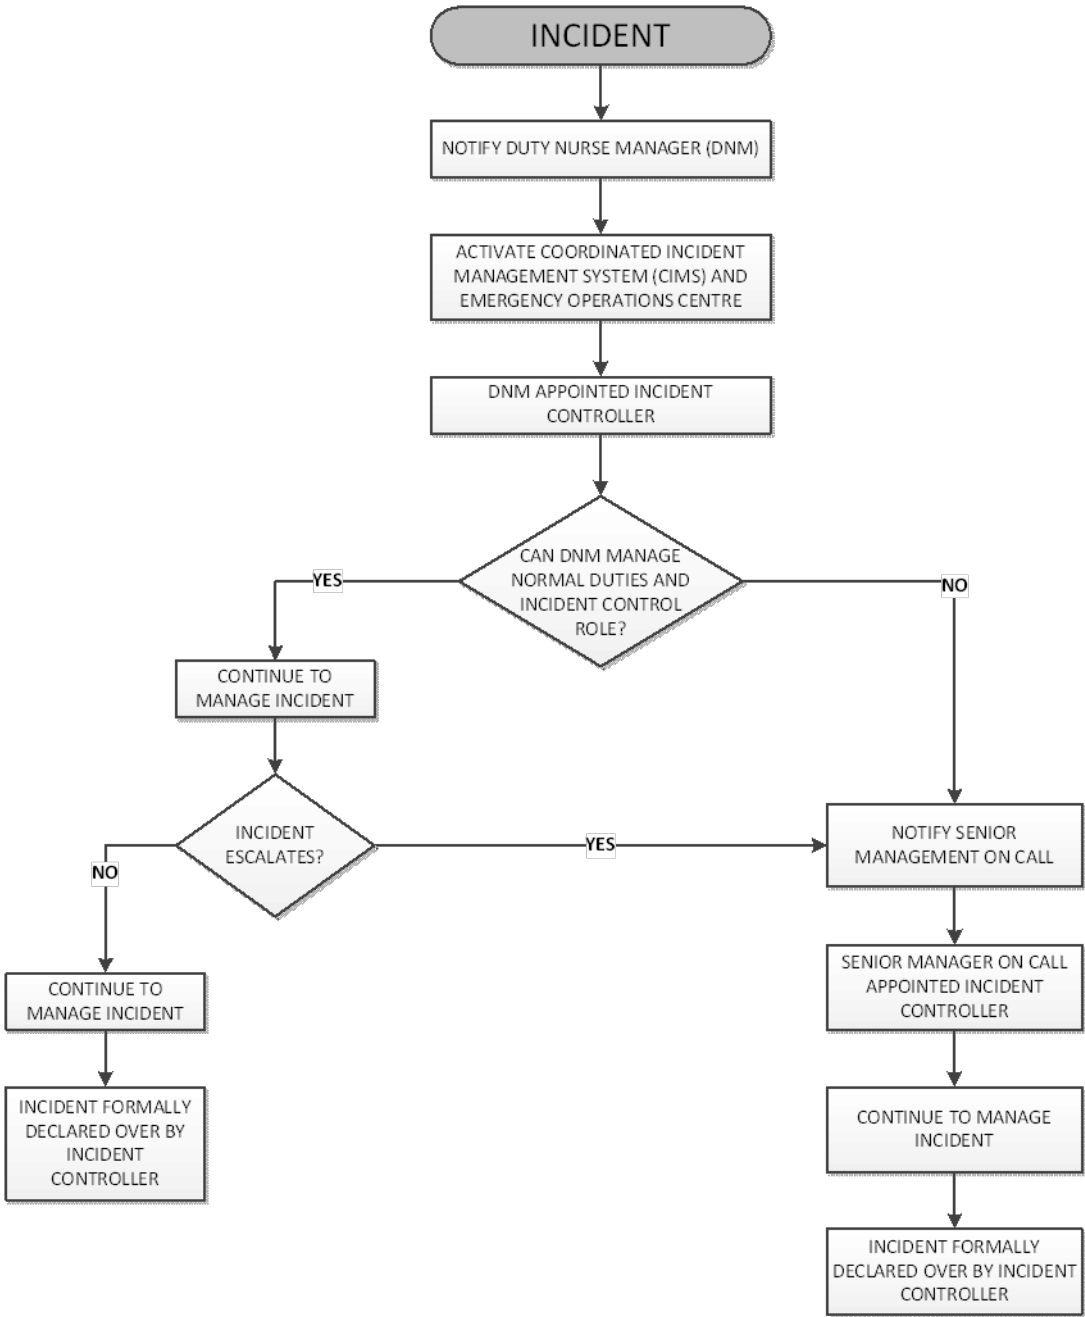 INCIDENT
NOTIFY DUTY NURSE MANAGER (DNM)
ACTIVATE COORDINATED INCIDENT
MANAGEMENT SYSTEM (CIMS) AND
EMERGENCY OPERATIONS CENTRE
DNM APPOINTED INCIDENT
CONTROLLER
CAN DNM MANAGE
NORMAL DUTIES AND
INCIDENT CONTROL
ROLE?
YES
NO
CONTINUE TO
MANAGE INCIDENT
INCIDENT
ESCALATES?
YES
NO
NOTIFY SENIOR
MANAGEMENT ON CALL
SENIOR MANAGER ON CALL
APPOINTED INCIDENT
CONTROLLER
CONTINUE TO
MANAGE INCIDENT
INCIDENT FORMALLY
DECLARED OVER BY
INCIDENT
CONTROLLER
CONTINUE TO MANAGE
INCIDENT
INCIDENT FORMALLY
DECLARED OVER BY INCIDENT
CONTROLLER